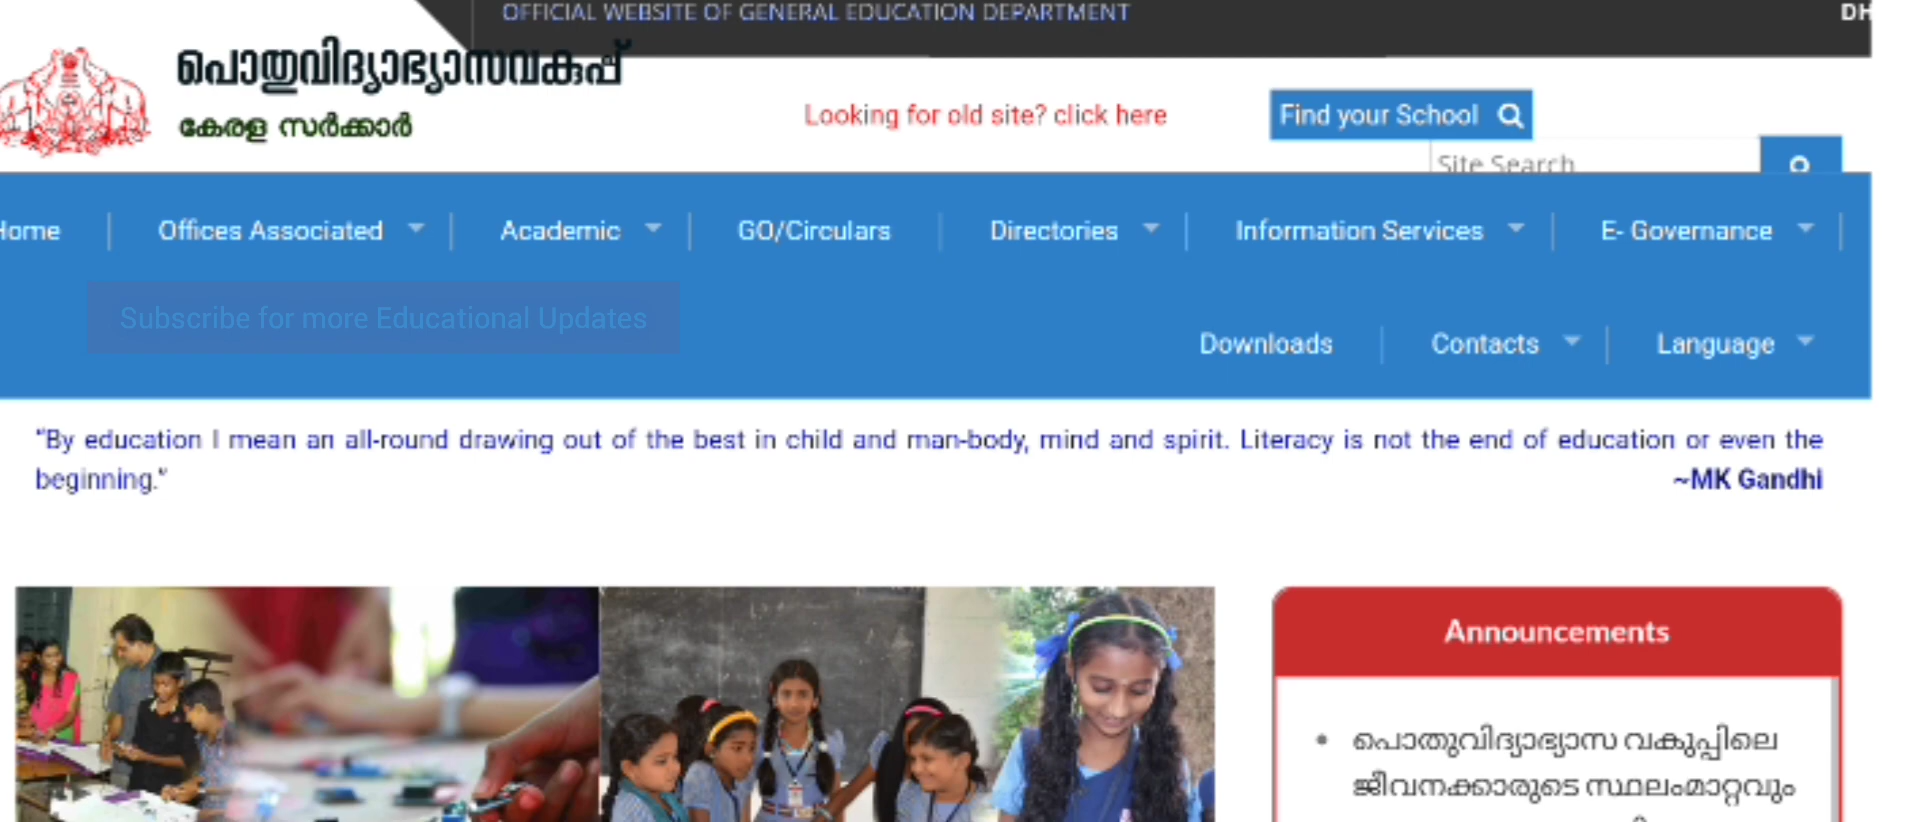 OFFICIAL WEBSITE OF GENERAL EDUCATION DEPARTMENT
DH
പൊതുവിദ്യാഭ്യാസവകുപ്പ്
കേരള സർക്കാർ
Looking for old site? click here
Find your School
Site Search
Home | Offices Associated | Academic | GO/Circulars | Directories | Information Services | E- Governance |
Subscribe for more Educational Updates
Downloads | Contacts | Language
“By education I mean an all-round drawing out of the best in child and man-body, mind and spirit. Literacy is not the end of education or even the
beginning.”
~MK Gandhi
Announcements
• പൊതുവിദ്യാഭ്യാസ വകുപ്പിലെ
ജീവനക്കാരുടെ സ്ഥലംമാറ്റവും